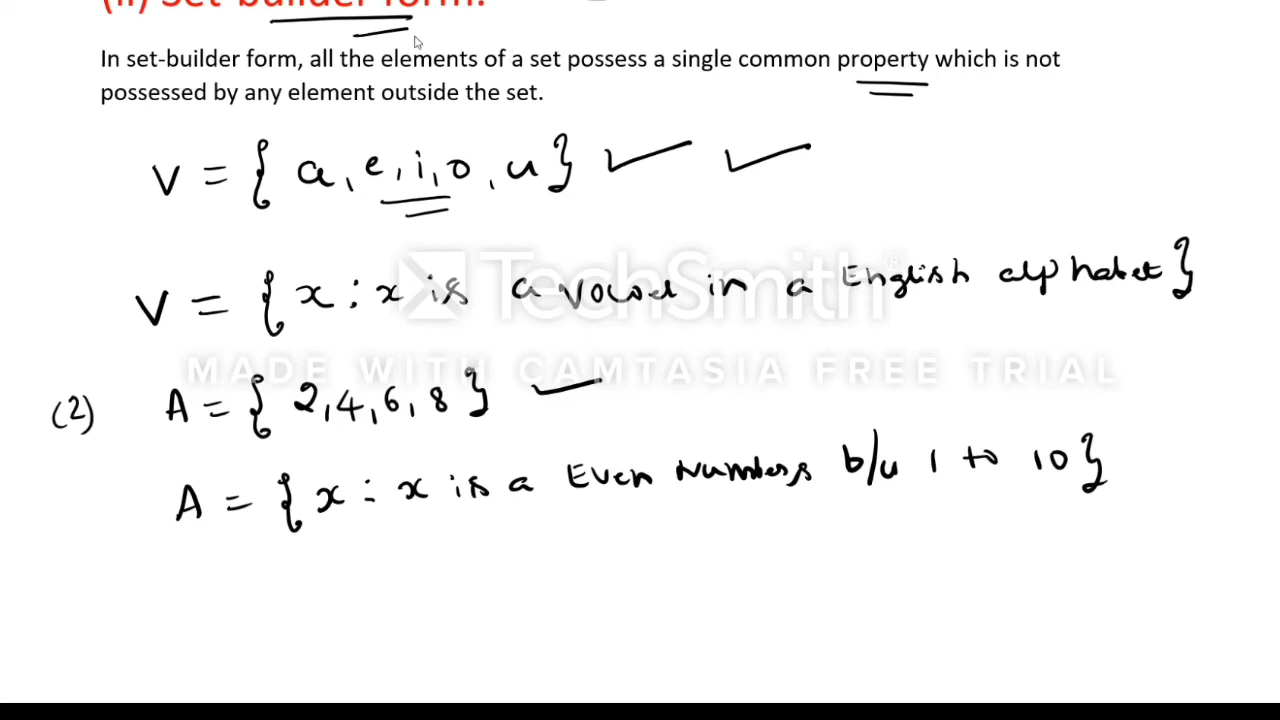 (ii) Set-builder form:
In set-builder form, all the elements of a set possess a single common property which is not
possessed by any element outside the set.
V = { a, e, i, o, u }
V = { x : x is a vowel in a English alphabet }
TechSmith
MADE WITH CAMTASIA FREE TRIAL
(2) A = { 2, 4, 6, 8 }
A = { x : x is a Even Numbers b/w 1 to 10 }